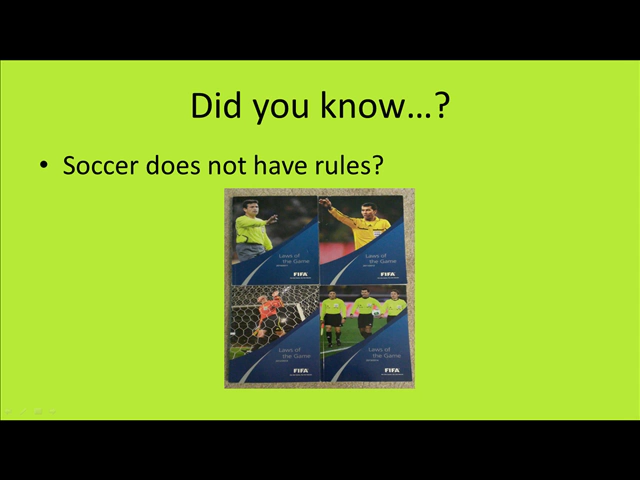 Did you know…?
• Soccer does not have rules?
Laws of
the Game
FIFA
Laws of
the Game
FIFA
Laws of
the Game
FIFA
Laws of
the Game
FIFA